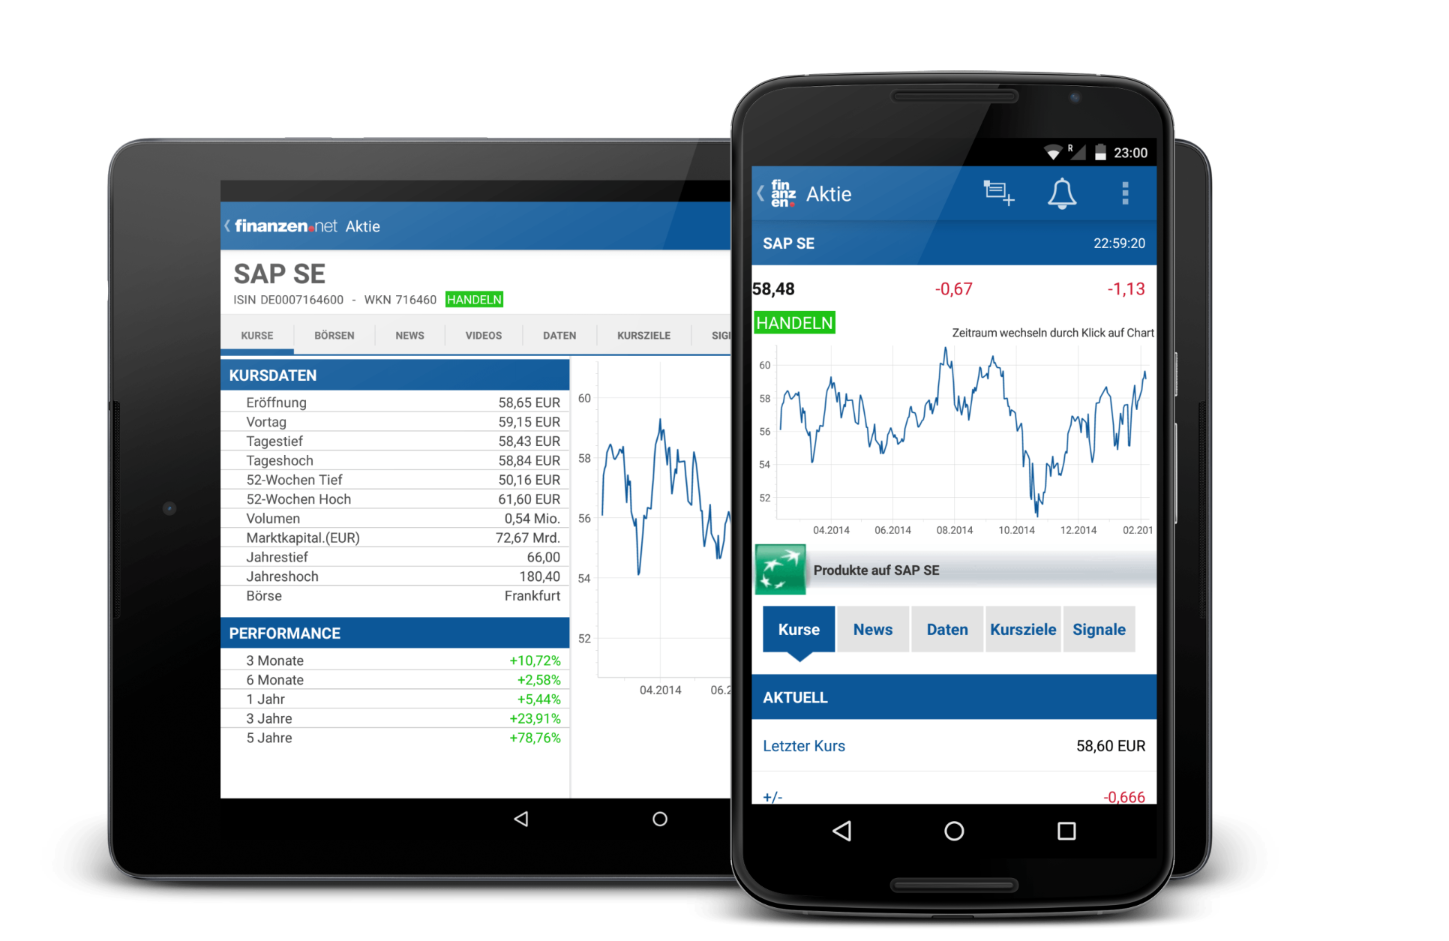 finanzen.net Aktie
SAP SE
ISIN DE0007164600 - WKN 716460 HANDELN
KURSE BÖRSEN NEWS VIDEOS DATEN KURSZIELE SIG
KURSDATEN
Eröffnung 58,65 EUR
Vortag 59,15 EUR
Tagestief 58,43 EUR
Tageshoch 58,84 EUR
52-Wochen Tief 50,16 EUR
52-Wochen Hoch 61,60 EUR
Volumen 0,54 Mio.
Marktkapital.(EUR) 72,67 Mrd.
Jahrestief 66,00
Jahreshoch 180,40
Börse Frankfurt
PERFORMANCE
3 Monate +10,72%
6 Monate +2,58%
1 Jahr +5,44%
3 Jahre +23,91%
5 Jahre +78,76%
60
58
56
54
52
04.2014 06.2
R 23:00
fin
anz
en.
Aktie
SAP SE 22:59:20
58,48 -0,67 -1,13
HANDELN
Zeitraum wechseln durch Klick auf Chart
60
58
56
54
52
04.2014 06.2014 08.2014 10.2014 12.2014 02.201
Produkte auf SAP SE
Kurse News Daten Kursziele Signale
AKTUELL
Letzter Kurs 58,60 EUR
+/- -0,666